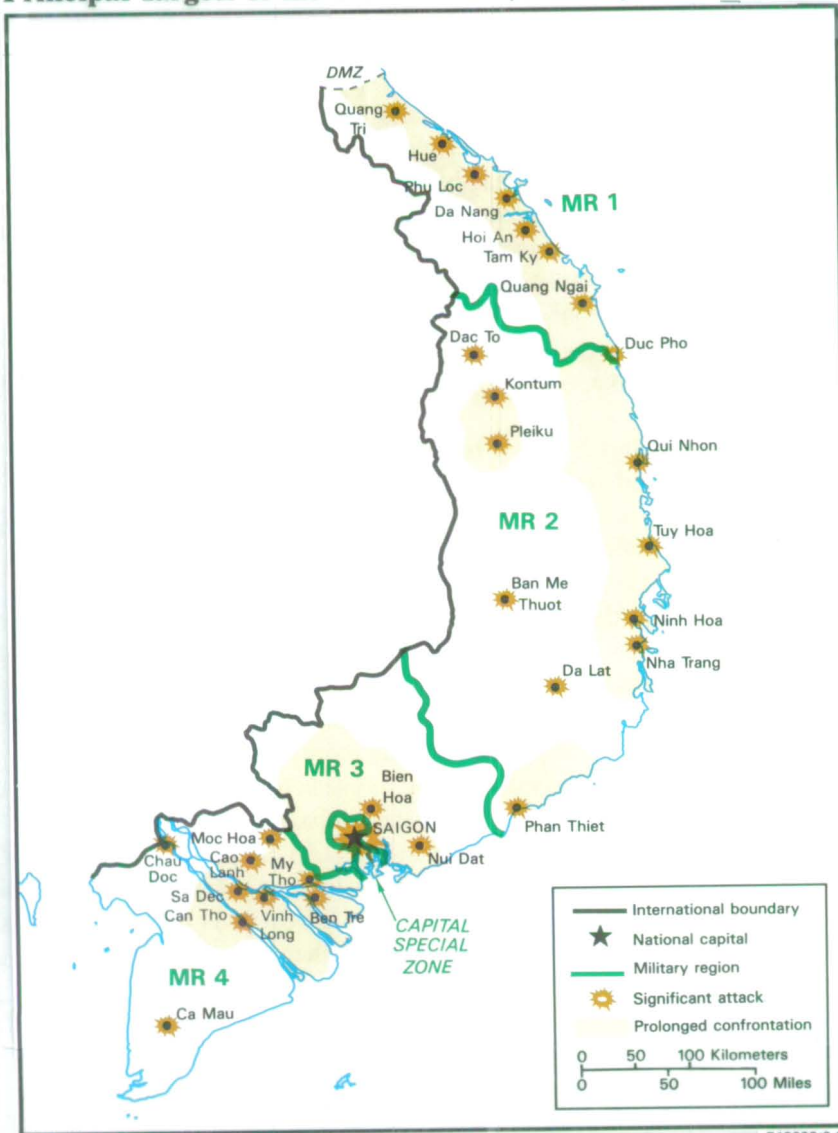 DMZ
Quang
Tri
Hue
Phu Loc
Da Nang
MR 1
Hoi An
Tam Ky
Quang Ngai
Dac To
Duc Pho
Kontum
Pleiku
Qui Nhon
MR 2
Tuy Hoa
Ban Me
Thuot
Ninh Hoa
Nha Trang
Da Lat
MR 3
Bien
Hoa
Phan Thiet
SAIGON
Nui Dat
Moc Hoa
Chau
Doc
Cao
Lanh
My
Tho
Sa Dec
Can Tho
Vinh
Long
Ben Tre
CAPITAL
SPECIAL
ZONE
MR 4
Ca Mau
International boundary
National capital
Military region
Significant attack
Prolonged confrontation
0 50 100 Kilometers
0 50 100 Miles